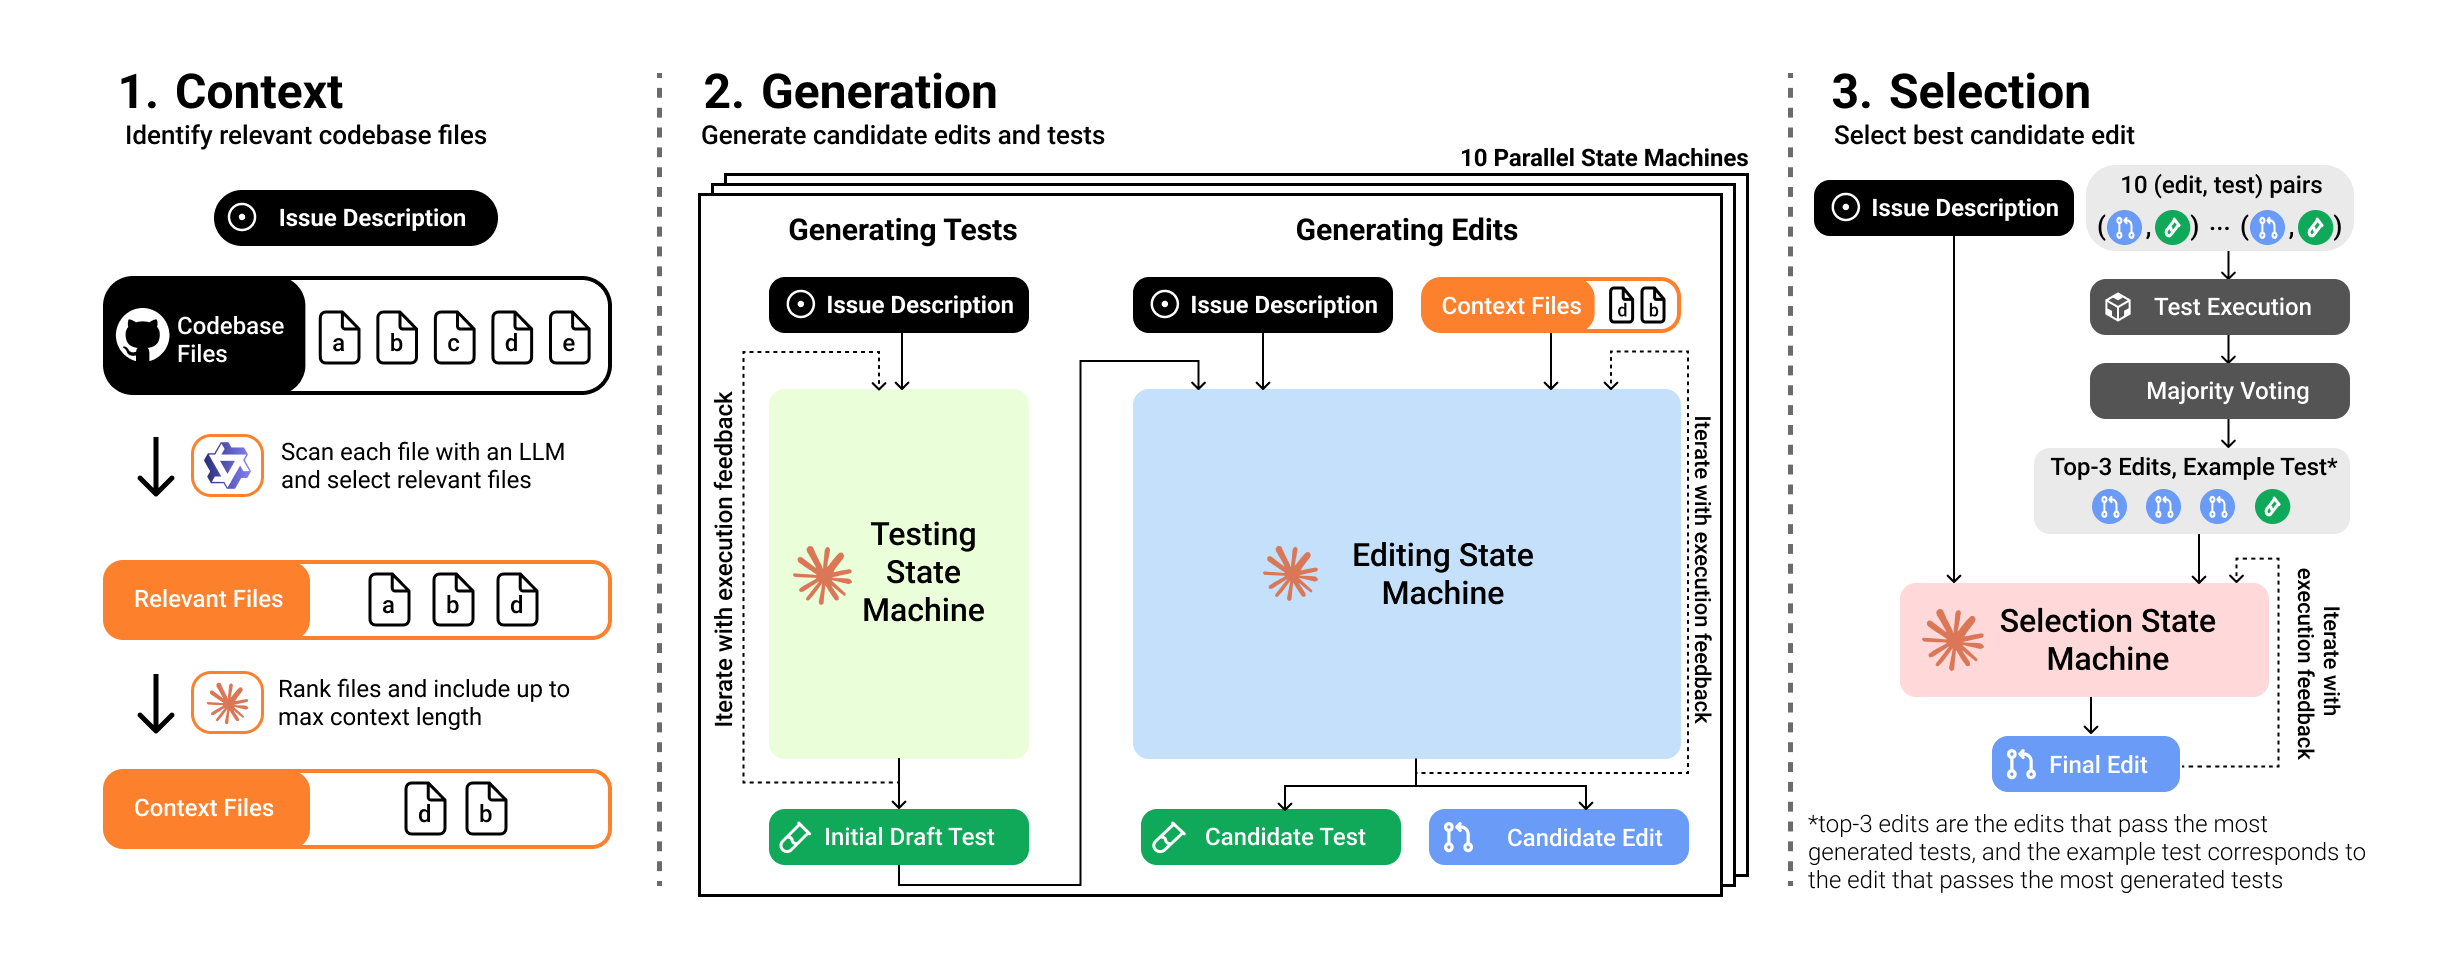 1. Context
Identify relevant codebase files
Issue Description
Codebase
Files
a b c d e
Scan each file with an LLM
and select relevant files
Relevant Files
a b d
Rank files and include up to
max context length
Context Files
d b
2. Generation
Generate candidate edits and tests
10 Parallel State Machines
Generating Tests
Issue Description
Iterate with execution feedback
Testing
State
Machine
Initial Draft Test
Generating Edits
Issue Description
Context Files d b
Iterate with execution feedback
Editing State
Machine
Candidate Test
Candidate Edit
3. Selection
Select best candidate edit
Issue Description
10 (edit, test) pairs
( , ) ... ( , )
Test Execution
Majority Voting
Top-3 Edits, Example Test*
Selection State
Machine
Iterate with
execution feedback
Final Edit
*top-3 edits are the edits that pass the most
generated tests, and the example test corresponds to
the edit that passes the most generated tests